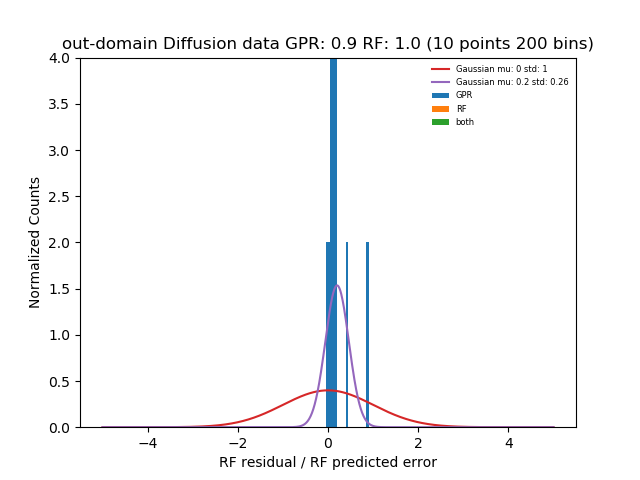 out-domain Diffusion data GPR: 0.9 RF: 1.0 (10 points 200 bins)
Gaussian mu: 0 std: 1
Gaussian mu: 0.2 std: 0.26
GPR
RF
both
Normalized Counts
4.0
3.5
3.0
2.5
2.0
1.5
1.0
0.5
0.0
−4 −2 0 2 4
RF residual / RF predicted error